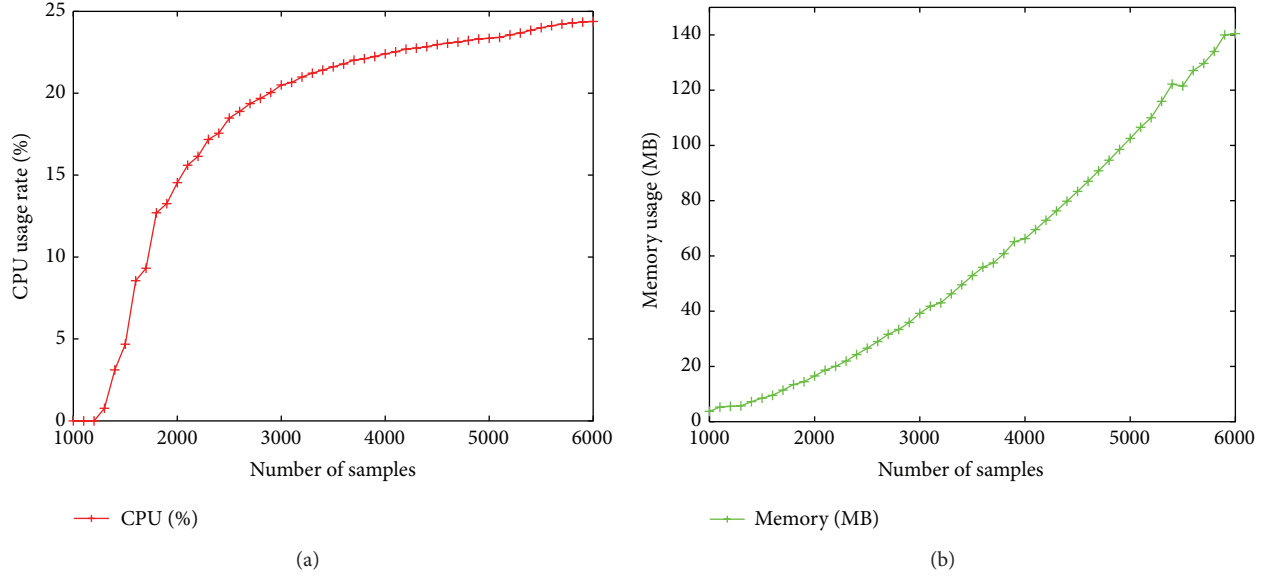 25
20
15
10
5
0
CPU usage rate (%)
1000 2000 3000 4000 5000 6000
Number of samples
CPU (%)
(a)
140
120
100
80
60
40
20
0
Memory usage (MB)
1000 2000 3000 4000 5000 6000
Number of samples
Memory (MB)
(b)